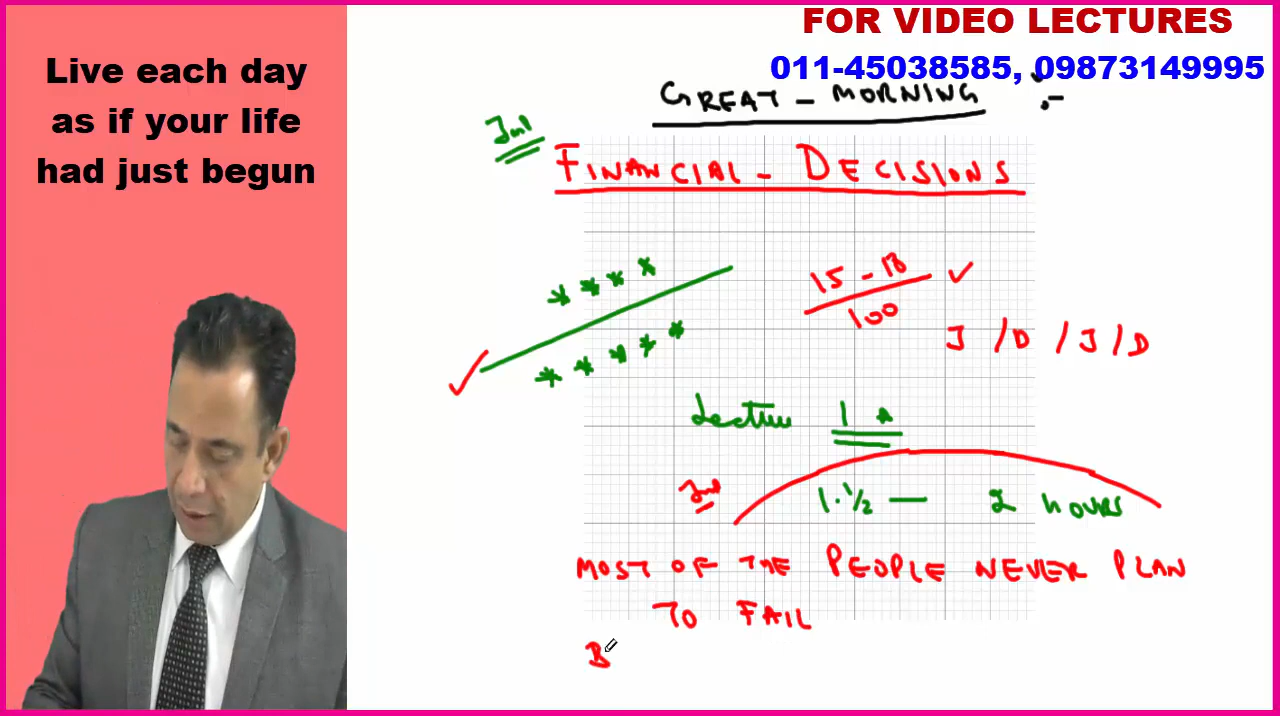 Live each day
as if your life
had just begun
FOR VIDEO LECTURES
011-45038585, 09873149995
GREAT - MORNING :-
FINANCIAL - DECISIONS
15 - 18
100
J / D / J / D
Lecture 1 A
1.½ — 2 HOURS
MOST OF THE PEOPLE NEVER PLAN
TO FAIL
B